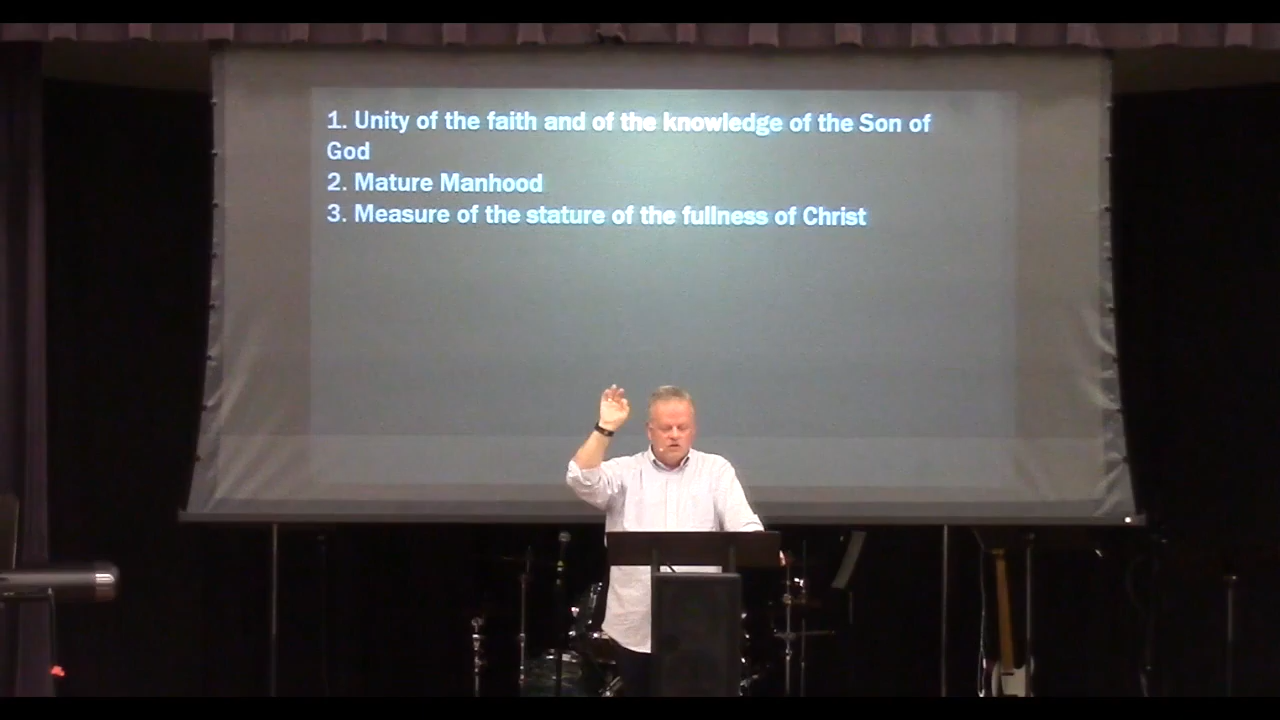 1. Unity of the faith and of the knowledge of the Son of
God
2. Mature Manhood
3. Measure of the stature of the fullness of Christ